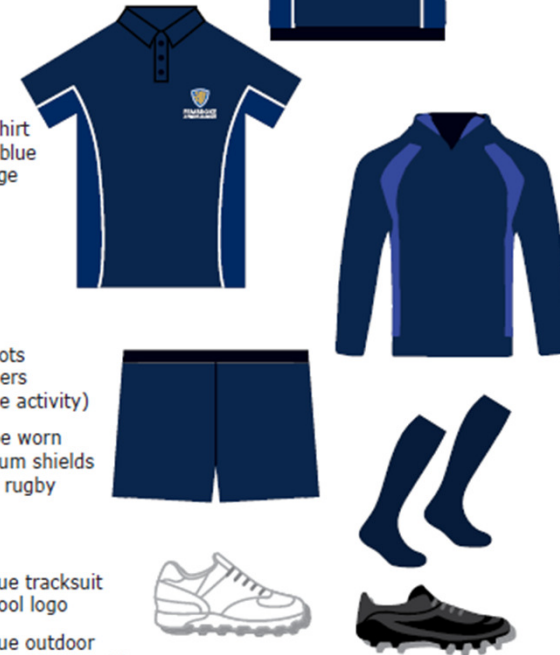 hirt
blue
ge
ots
ers
e activity)
e worn
um shields
rugby
ue tracksuit
ool logo
ue outdoor